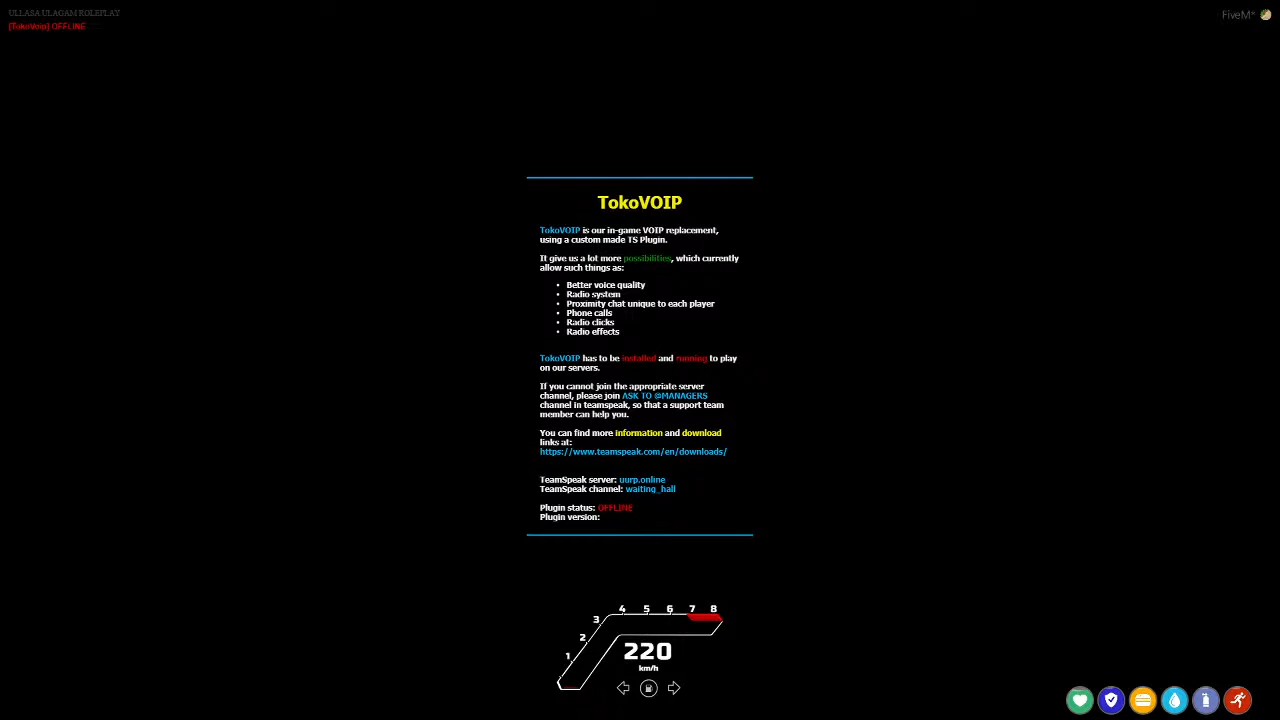 ULLASA ULAGAM ROLEPLAY
[TokoVoip] OFFLINE
FiveM*
TokoVOIP
TokoVOIP is our in-game VOIP replacement,
using a custom made TS Plugin.
It give us a lot more possibilities, which currently
allow such things as:
• Better voice quality
• Radio system
• Proximity chat unique to each player
• Phone calls
• Radio clicks
• Radio effects
TokoVOIP has to be installed and running to play
on our servers.
If you cannot join the appropriate server
channel, please join ASK TO @MANAGERS
channel in teamspeak, so that a support team
member can help you.
You can find more information and download
links at:
https://www.teamspeak.com/en/downloads/
TeamSpeak server: uurp.online
TeamSpeak channel: waiting_hall
Plugin status: OFFLINE
Plugin version:
1 2 3 4 5 6 7 8
220
km/h